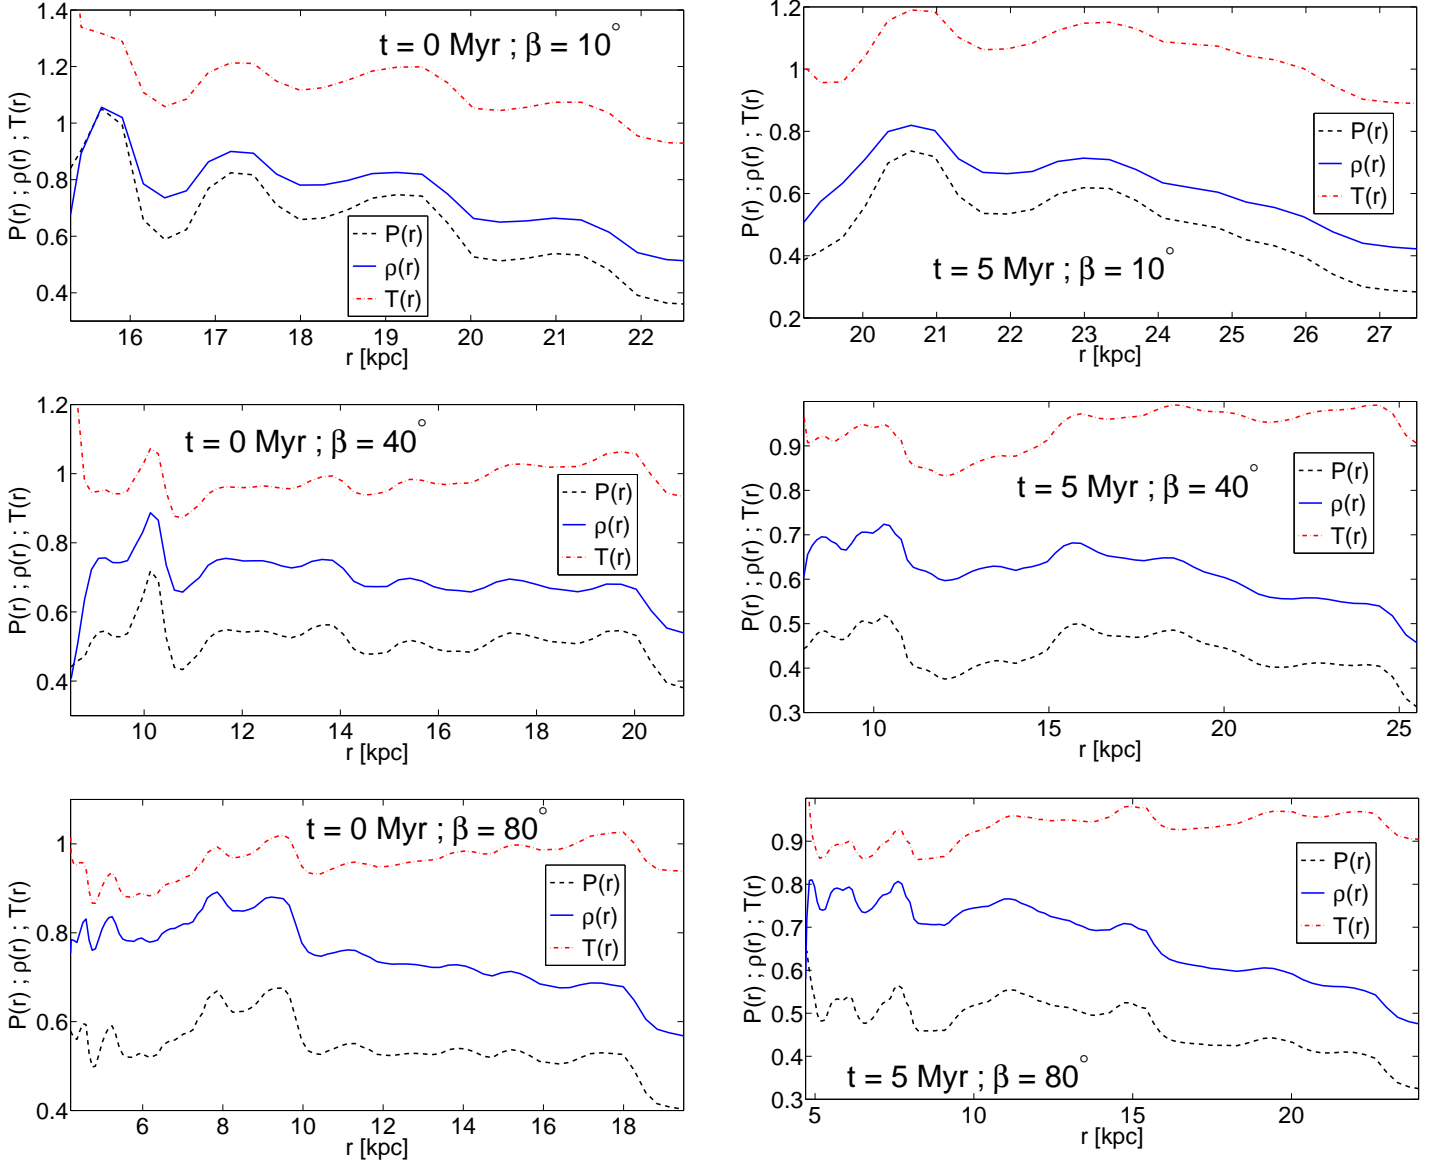 1.4
1.2
1
0.8
0.6
0.4
P(r) ; ρ(r) ; T(r)
t = 0 Myr ; β = 10°
P(r)
ρ(r)
T(r)
16 17 18 19 20 21 22
r [kpc]
1.2
1
0.8
0.6
0.4
0.2
P(r) ; ρ(r) ; T(r)
P(r)
ρ(r)
T(r)
t = 5 Myr ; β = 10°
20 21 22 23 24 25 26 27
r [kpc]
1.2
1
0.8
0.6
0.4
P(r) ; ρ(r) ; T(r)
t = 0 Myr ; β = 40°
P(r)
ρ(r)
T(r)
10 12 14 16 18 20
r [kpc]
0.9
0.8
0.7
0.6
0.5
0.4
0.3
P(r) ; ρ(r) ; T(r)
P(r)
ρ(r)
T(r)
t = 5 Myr ; β = 40°
10 15 20 25
r [kpc]
1
0.8
0.6
0.4
P(r) ; ρ(r) ; T(r)
t = 0 Myr ; β = 80°
P(r)
ρ(r)
T(r)
6 8 10 12 14 16 18
r [kpc]
0.9
0.8
0.7
0.6
0.5
0.4
0.3
P(r) ; ρ(r) ; T(r)
P(r)
ρ(r)
T(r)
t = 5 Myr ; β = 80°
5 10 15 20
r [kpc]